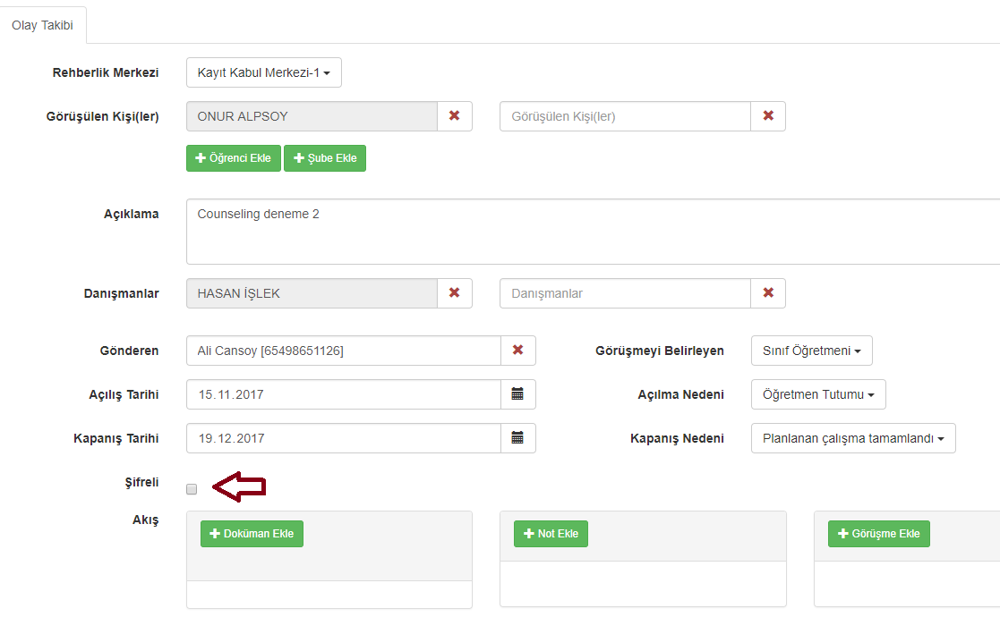 Olay Takibi
Rehberlik Merkezi Kayıt Kabul Merkezi-1
Görüşülen Kişi(ler) ONUR ALPSOY Görüşülen Kişi(ler)
Öğrenci Ekle Şube Ekle
Açıklama Counseling deneme 2
Danışmanlar HASAN İŞLEK Danışmanlar
Gönderen Ali Cansoy [65498651126] Görüşmeyi Belirleyen Sınıf Öğretmeni
Açılış Tarihi 15.11.2017 Açılma Nedeni Öğretmen Tutumu
Kapanış Tarihi 19.12.2017 Kapanış Nedeni Planlanan çalışma tamamlandı
Şifreli
Akış Doküman Ekle Not Ekle Görüşme Ekle